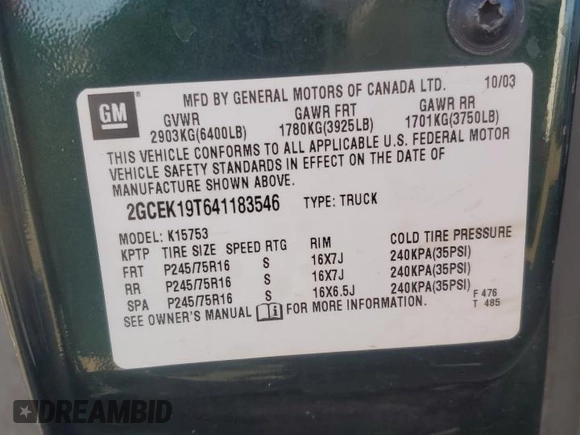 GM
MFD BY GENERAL MOTORS OF CANADA LTD. 10/03
GVWR GAWR FRT GAWR RR
2903KG(6400LB) 1780KG(3925LB) 1701KG(3750LB)
THIS VEHICLE CONFORMS TO ALL APPLICABLE U.S. FEDERAL MOTOR
VEHICLE SAFETY STANDARDS IN EFFECT ON THE DATE OF
MANUFACTURE SHOWN ABOVE.
2GCEK19T641183546 TYPE: TRUCK
MODEL: K15753
KPTP TIRE SIZE SPEED RTG RIM COLD TIRE PRESSURE
FRT P245/75R16 S 16X7J 240KPA(35PSI)
RR P245/75R16 S 16X7J 240KPA(35PSI)
SPA P245/75R16 S 16X6.5J 240KPA(35PSI) F 476
SEE OWNER'S MANUAL i FOR MORE INFORMATION. T 485
DREAMBID